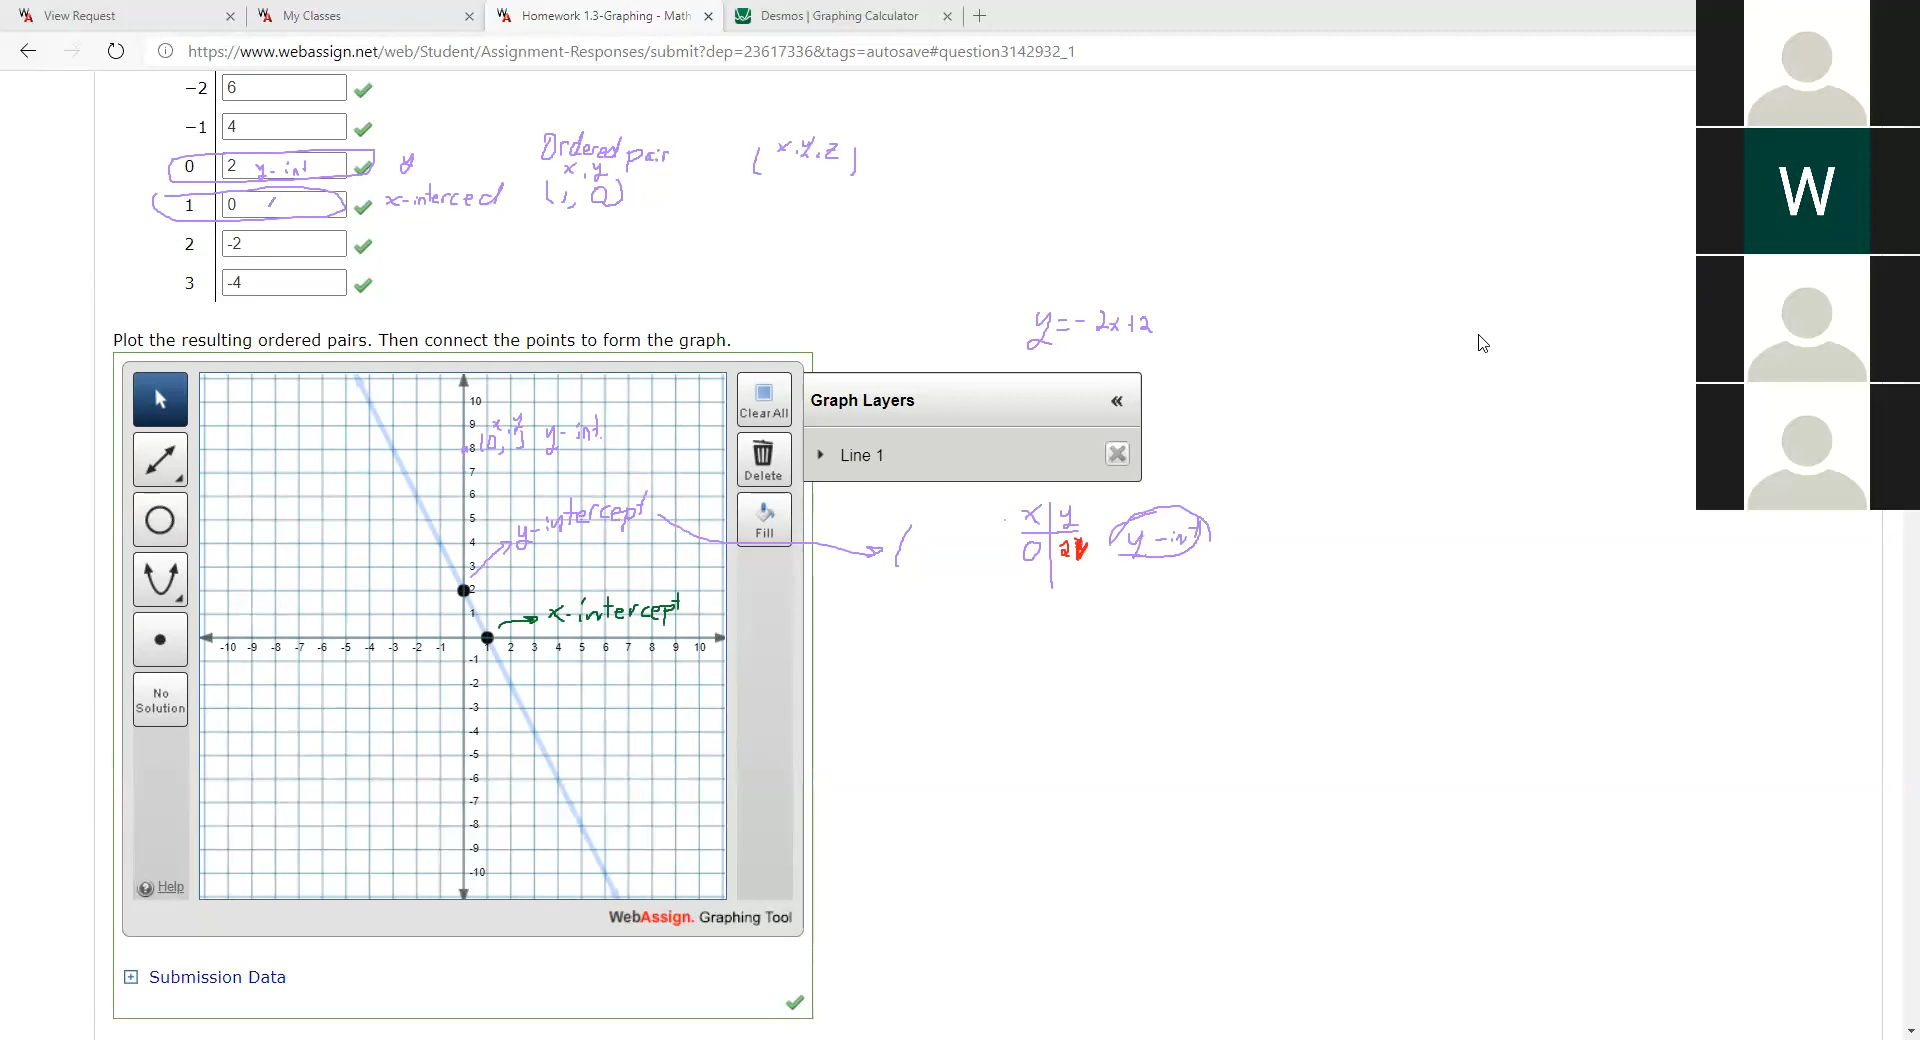 View Request
My Classes
Homework 1.3-Graphing - Math
Desmos | Graphing Calculator
https://www.webassign.net/web/Student/Assignment-Responses/submit?dep=23617336&tags=autosave#question3142932_1
−2 6
−1 4
0 2 y-int y
1 0 x-interced
2 -2
3 -4
Ordered pair
x, y
(1, 0)
(x, y, z)
W
y = -2x+2
Plot the resulting ordered pairs. Then connect the points to form the graph.
Clear All
Delete
Fill
No Solution
Help
Graph Layers «
Line 1
10
9
8
7
6
5
4
3
2
1
-10 -9 -8 -7 -6 -5 -4 -3 -2 -1 1 2 3 4 5 6 7 8 9 10
-1
-2
-3
-4
-5
-6
-7
-8
-9
-10
x, y
(0, ) y-int.
y-intercept
x-intercept
(
x y
0 2
y-int
WebAssign. Graphing Tool
Submission Data